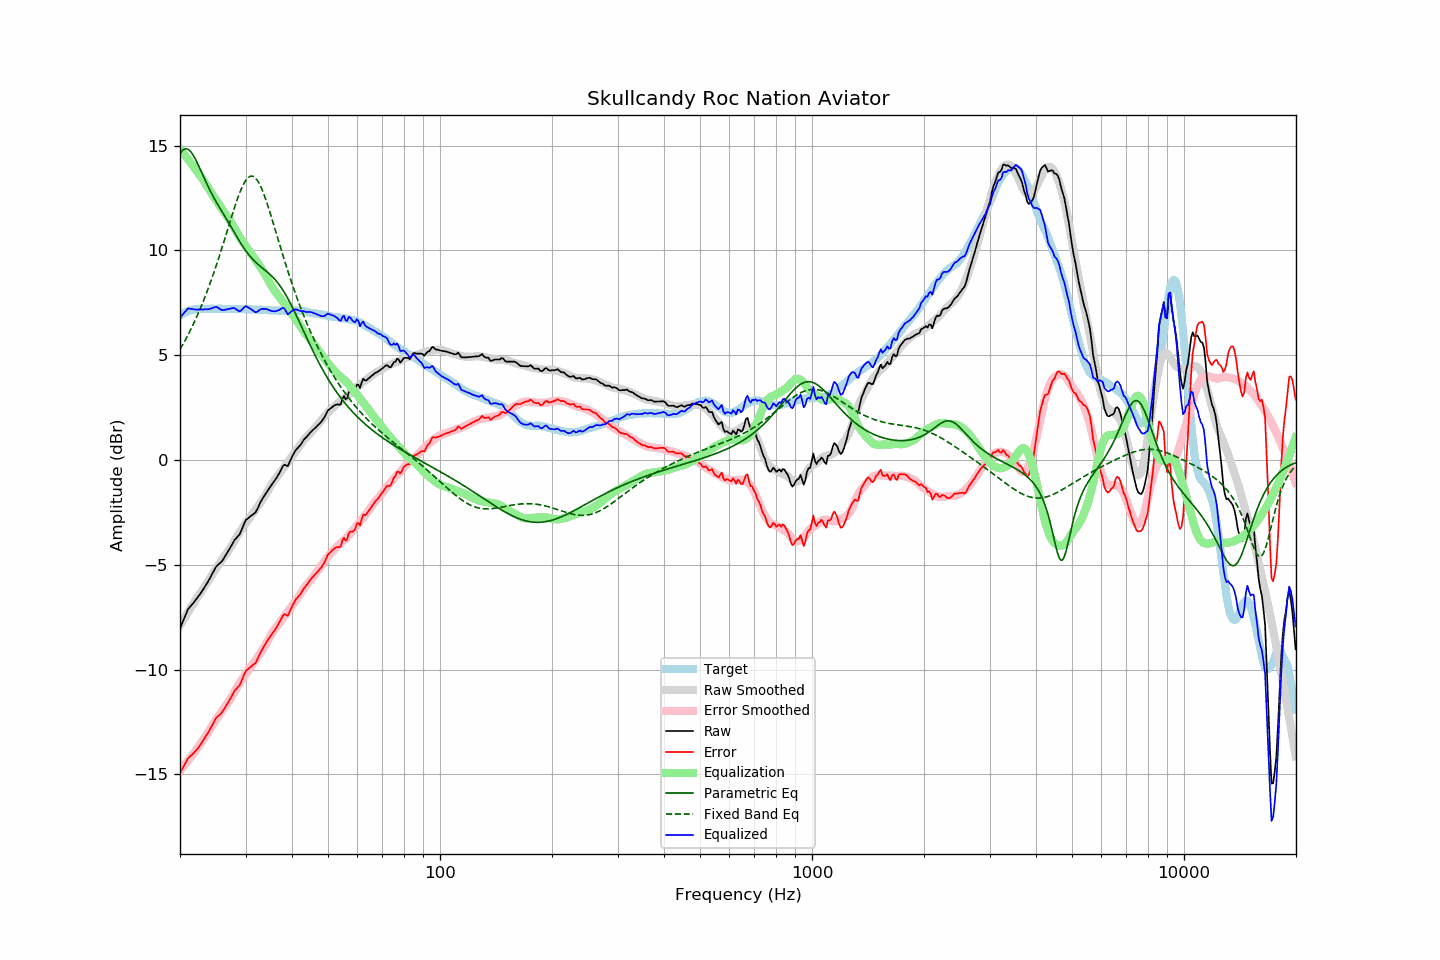 Skullcandy Roc Nation Aviator
Amplitude (dBr)
15
10
5
0
−5
−10
−15
Target
Raw Smoothed
Error Smoothed
Raw
Error
Equalization
Parametric Eq
Fixed Band Eq
Equalized
100
1000
10000
Frequency (Hz)